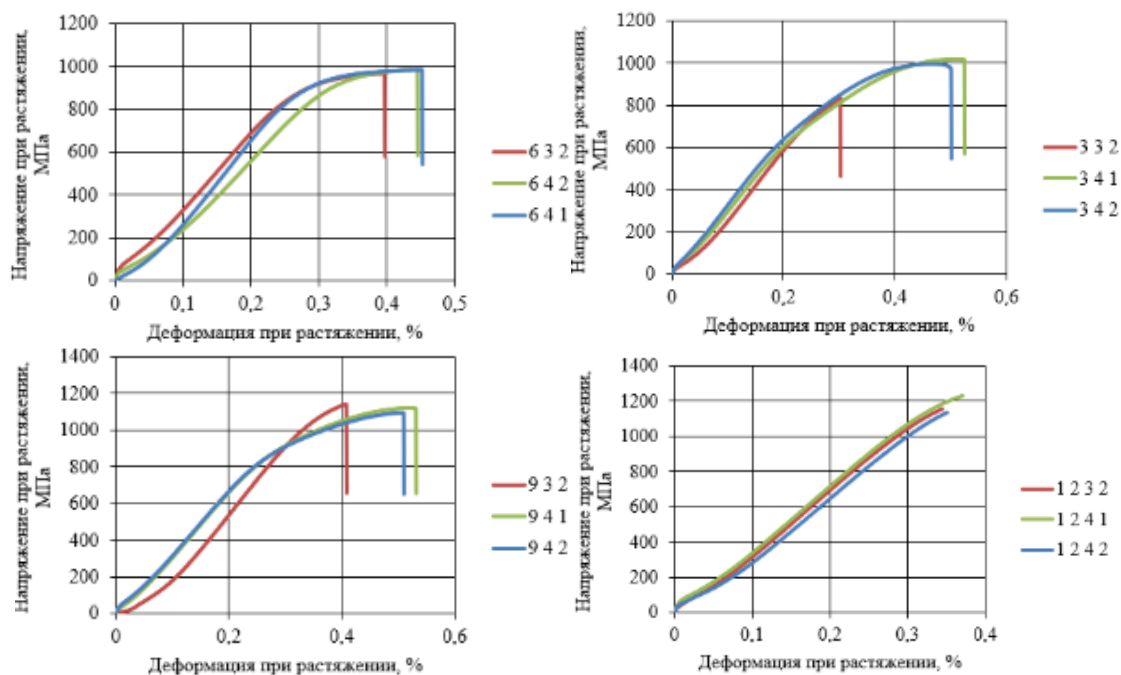 Напряжение при растяжении,
МПа
1200
1000
800
600
400
200
0
0
0,1
0,2
0,3
0,4
0,5
Деформация при растяжении, %
6 3 2
6 4 2
6 4 1
Напряжение при растяжении,
МПа
1200
1000
800
600
400
200
0
0
0,2
0,4
0,6
Деформация при растяжении, %
3 3 2
3 4 1
3 4 2
Напряжение при растяжении,
МПа
1400
1200
1000
800
600
400
200
0
0
0,2
0,4
0,6
Деформация при растяжении, %
9 3 2
9 4 1
9 4 2
Напряжение при растяжении,
МПа
1400
1200
1000
800
600
400
200
0
0
0,1
0,2
0,3
0,4
Деформация при растяжении, %
1 2 3 2
1 2 4 1
1 2 4 2